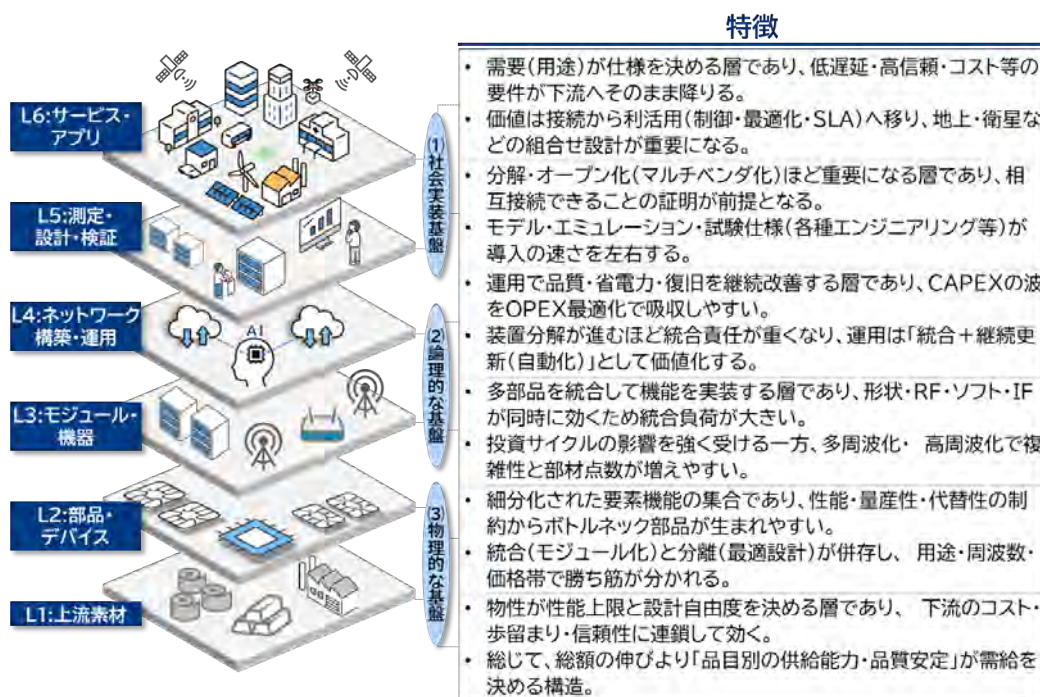 特徴
L6:サービス・
アプリ
L5:測定・
設計・検証
L4:ネットワーク
構築・運用
L3:モジュール・
機器
L2:部品・
デバイス
L1:上流素材
AI
(1)社会実装基盤
(2)論理的な基盤
(3)物理的な基盤
• 需要(用途)が仕様を決める層であり、低遅延・高信頼・コスト等の
要件が下流へそのまま降りる。
• 価値は接続から利活用(制御・最適化・SLA)へ移り、地上・衛星な
どの組合せ設計が重要になる。
• 分解・オープン化(マルチベンダ化)ほど重要になる層であり、相
互接続できることの証明が前提となる。
• モデル・エミュレーション・試験仕様(各種エンジニアリング等)が
導入の速さを左右する。
• 運用で品質・省電力・復旧を継続改善する層であり、CAPEXの波
をOPEX最適化で吸収しやすい。
• 装置分解が進むほど統合責任が重くなり、運用は「統合+継続更
新(自動化)」として価値化する。
• 多部品を統合して機能を実装する層であり、形状・RF・ソフト・IF
が同時に効くため統合負荷が大きい。
• 投資サイクルの影響を強く受ける一方、多周波化・ 高周波化で複
雑性と部材点数が増えやすい。
• 細分化された要素機能の集合であり、性能・量産性・代替性の制
約からボトルネック部品が生まれやすい。
• 統合(モジュール化)と分離(最適設計)が併存し、 用途・周波数・
価格帯で勝ち筋が分かれる。
• 物性が性能上限と設計自由度を決める層であり、 下流のコスト・
歩留まり・信頼性に連鎖して効く。
• 総じて、総額の伸びより「品目別の供給能力・品質安定」が需給を
決める構造。